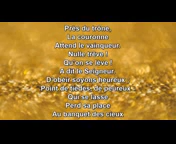 Près du trône,
La couronne
Attend le vainqueur.
Nulle trêve!
Qu'on se lève!
A dit le Seigneur.
D'obéir soyons heureux.
Point de tièdes, de peureux.
Qui se lasse,
Perd sa place
Au banquet des cieux.